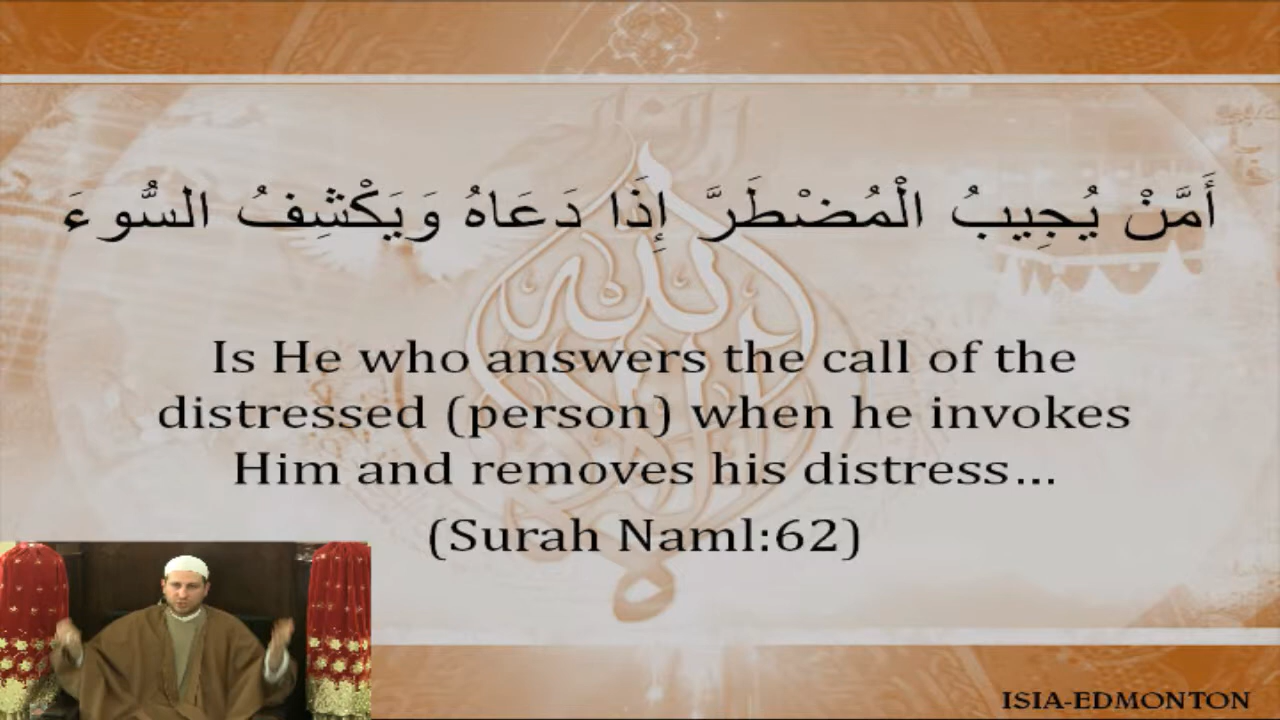 أَمَّنْ يُجِيبُ الْمُضْطَرَّ إِذَا دَعَاهُ وَيَكْشِفُ السُّوءَ
Is He who answers the call of the
distressed (person) when he invokes
Him and removes his distress...
(Surah Naml:62)
ISIA-EDMONTON